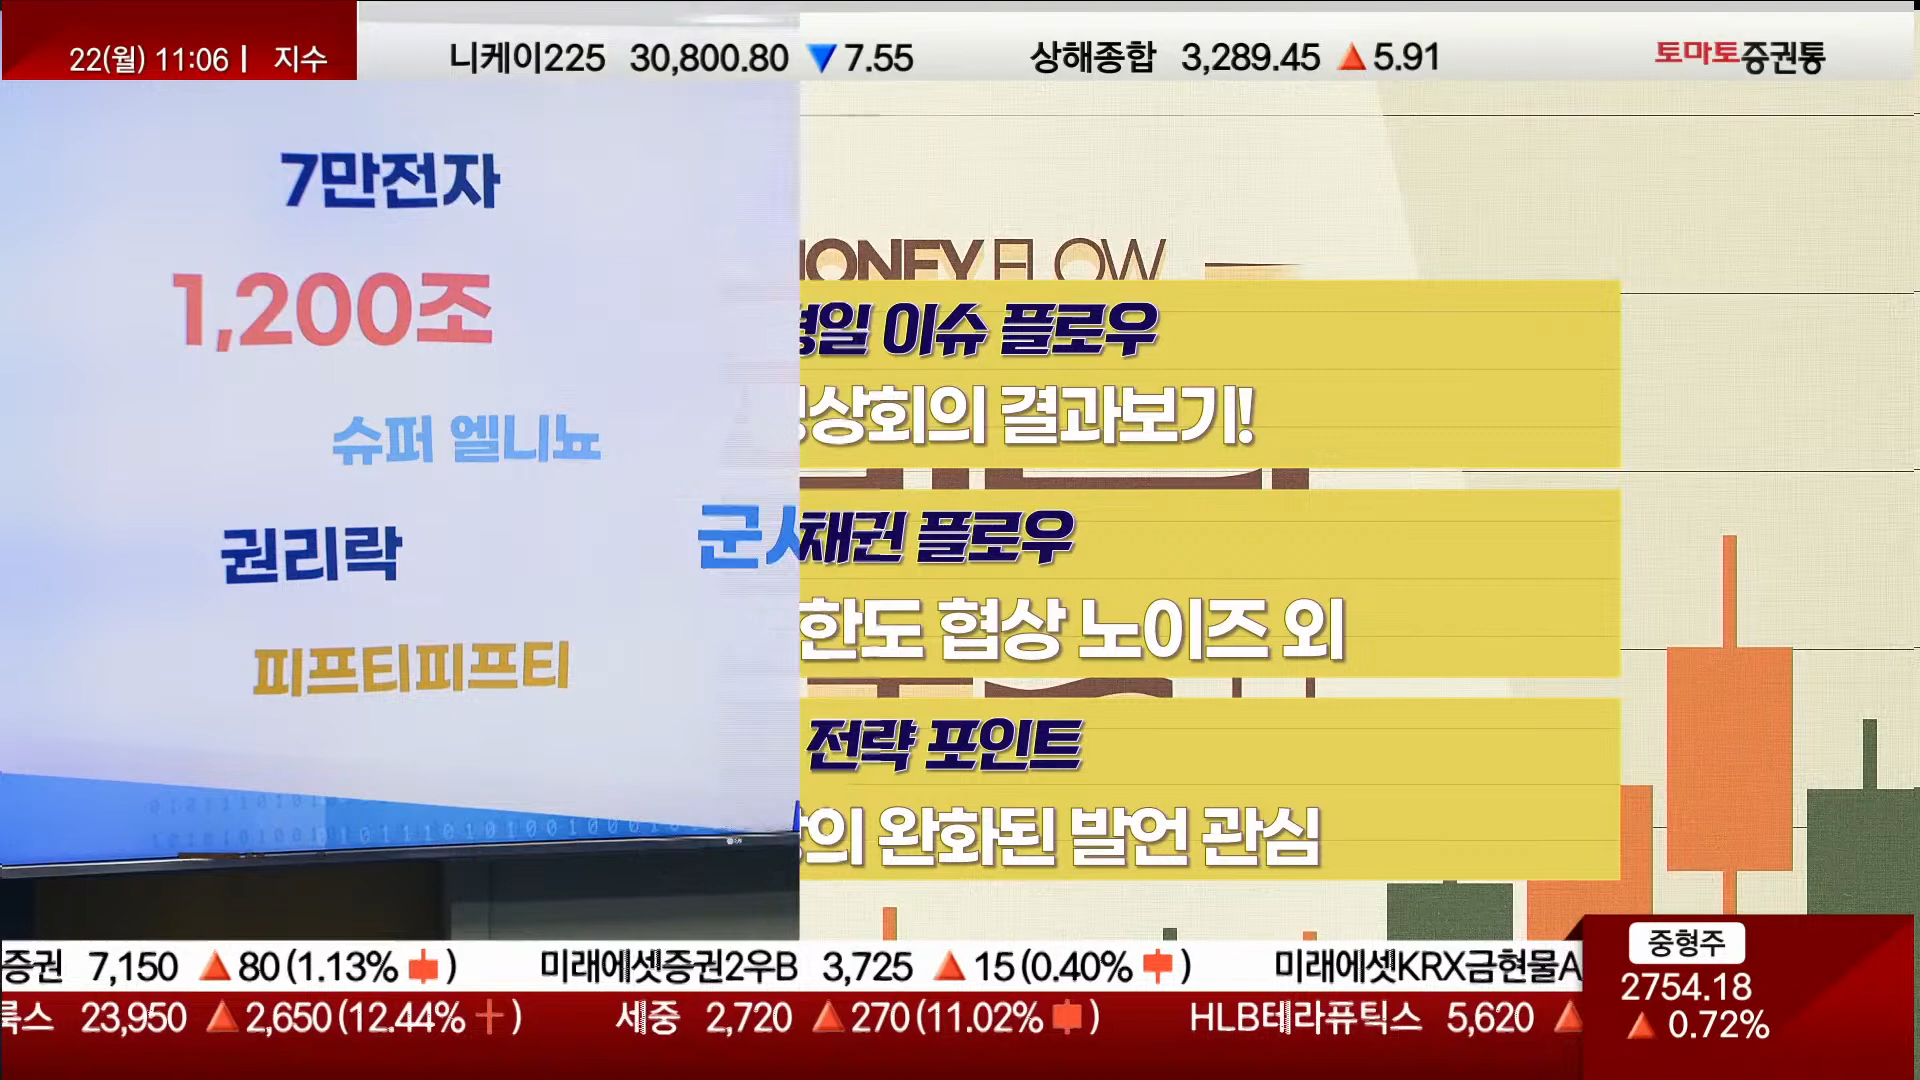 22(월) 11:06 | 지수
니케이225 30,800.80 ▼7.55 상해종합 3,289.45 ▲5.91
토마토증권통
7만전자
1,200조
슈퍼 엘니뇨
권리락
피프티피프티
FLOW
이슈 플로우
결과보기!
채권 플로우
한도 협상 노이즈 외
전략 포인트
완화된 발언 관심
증권 7,150 ▲80(1.13%) 미래에셋증권2우B 3,725 ▲15(0.40%) 미래에셋KRX금현물A
23,950 ▲2,650(12.44%) 세중 2,720 ▲270(11.02%) HLB테라퓨틱스 5,620 ▲
중형주
2754.18
▲ 0.72%